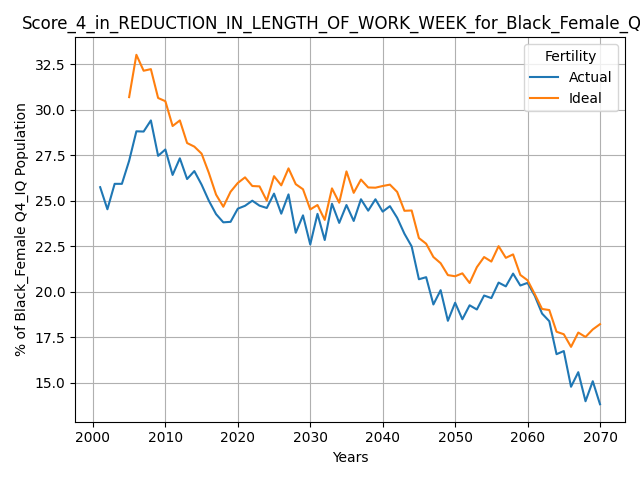 Score_4_in_REDUCTION_IN_LENGTH_OF_WORK_WEEK_for_Black_Female_Q
Fertility
Actual
Ideal
% of Black_Female Q4_IQ Population
32.5
30.0
27.5
25.0
22.5
20.0
17.5
15.0
2000 2010 2020 2030 2040 2050 2060 2070
Years